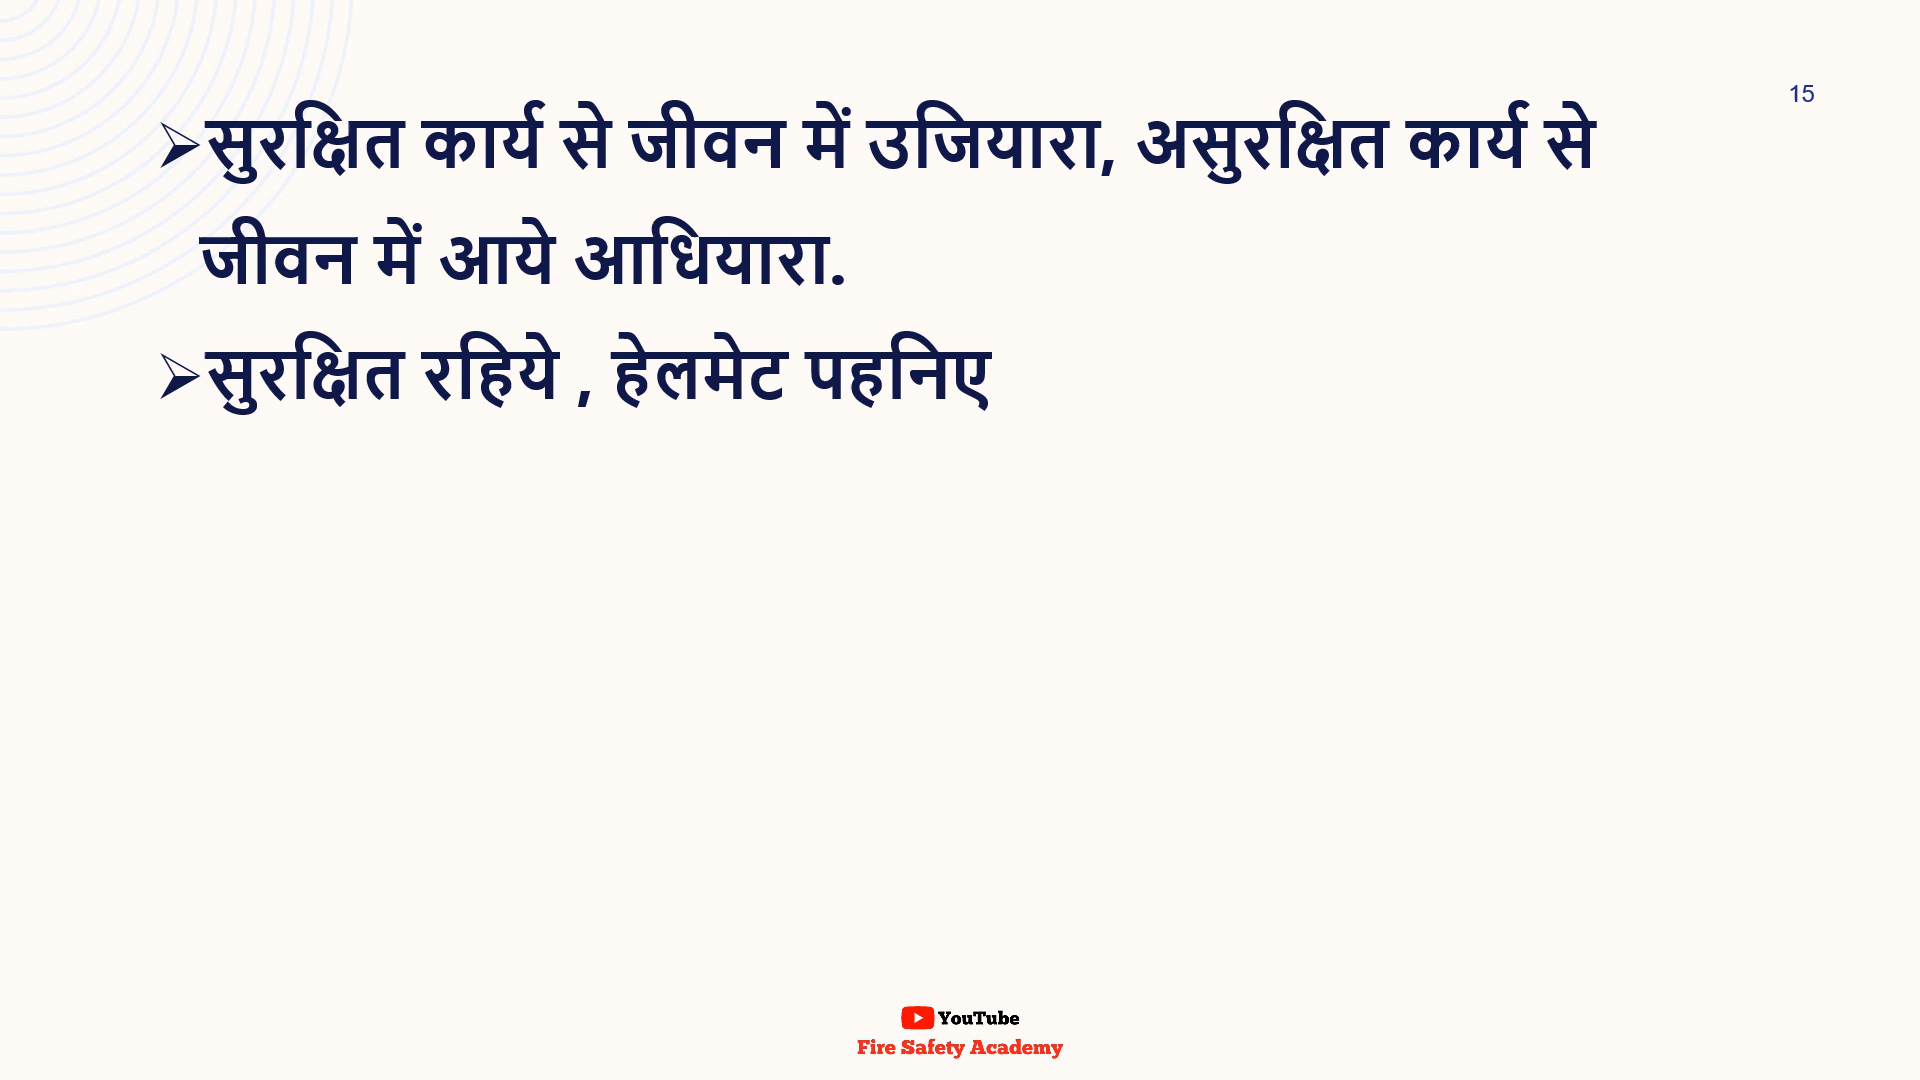 15
➢सुरक्षित कार्य से जीवन में उजियारा, असुरक्षित कार्य से
जीवन में आये आधियारा.
➢सुरक्षित रहिये , हेलमेट पहनिए
YouTube
Fire Safety Academy